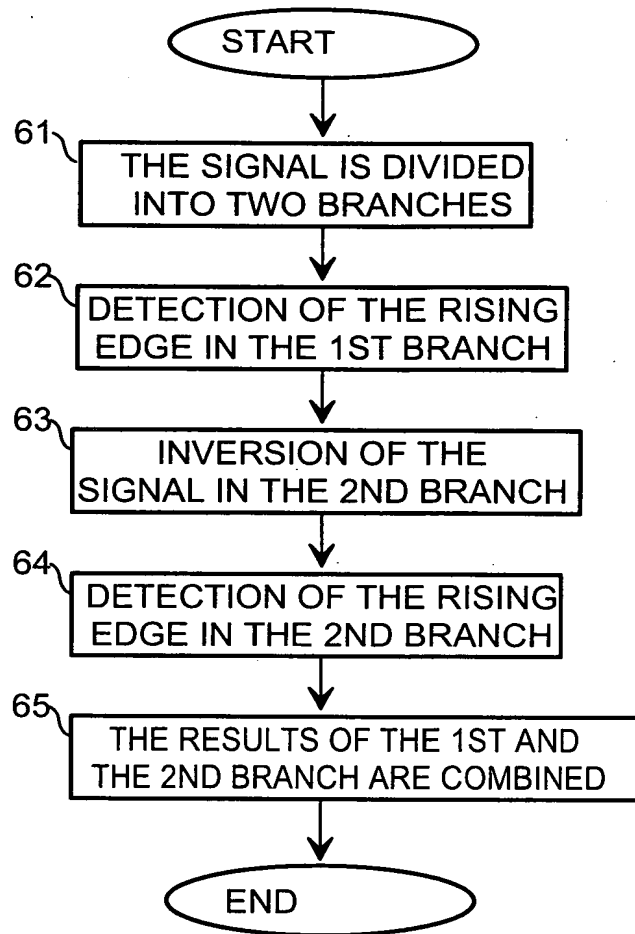 START
61
THE SIGNAL IS DIVIDED
INTO TWO BRANCHES
62
DETECTION OF THE RISING
EDGE IN THE 1ST BRANCH
63
INVERSION OF THE
SIGNAL IN THE 2ND BRANCH
64
DETECTION OF THE RISING
EDGE IN THE 2ND BRANCH
65
THE RESULTS OF THE 1ST AND
THE 2ND BRANCH ARE COMBINED
END